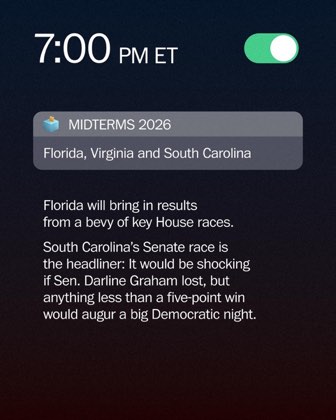 7:00 PM ET
MIDTERMS 2026
Florida, Virginia and South Carolina
Florida will bring in results
from a bevy of key House races.
South Carolina's Senate race is
the headliner: It would be shocking
if Sen. Darline Graham lost, but
anything less than a five-point win
would augur a big Democratic night.